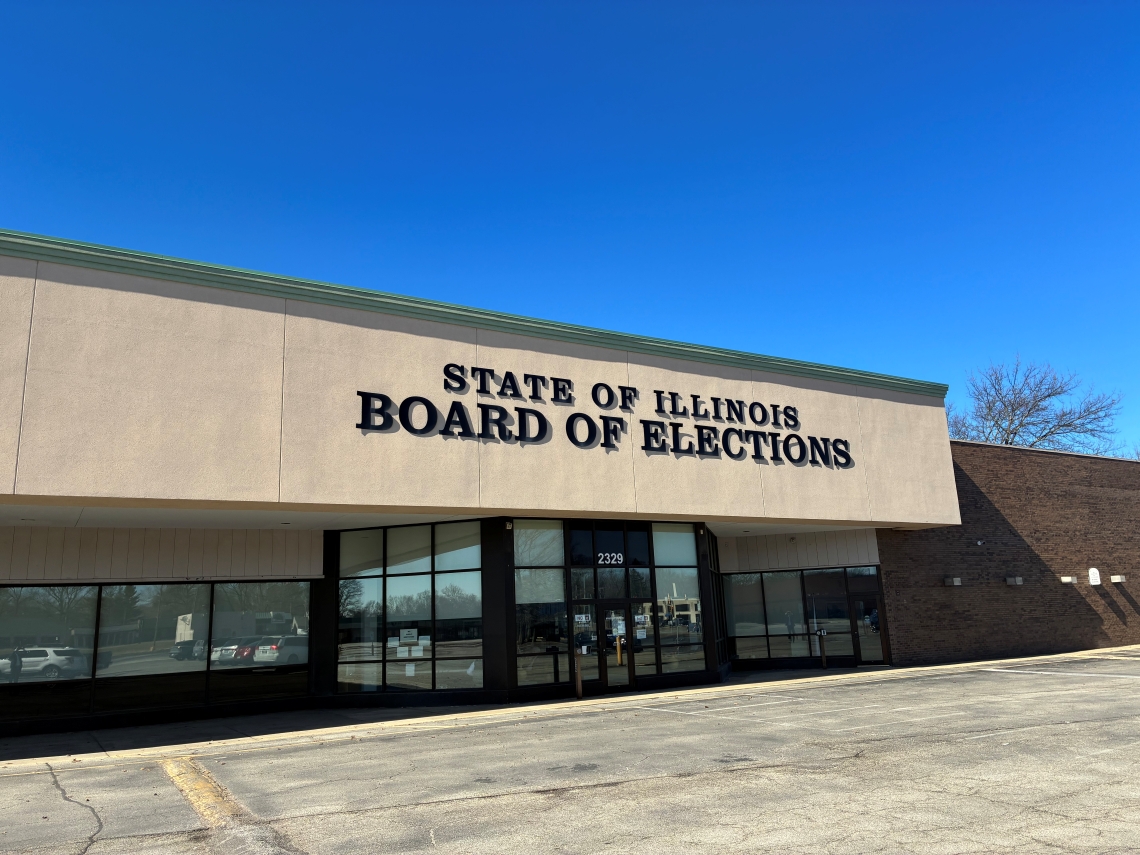 STATE OF ILLINOIS
BOARD OF ELECTIONS
2329